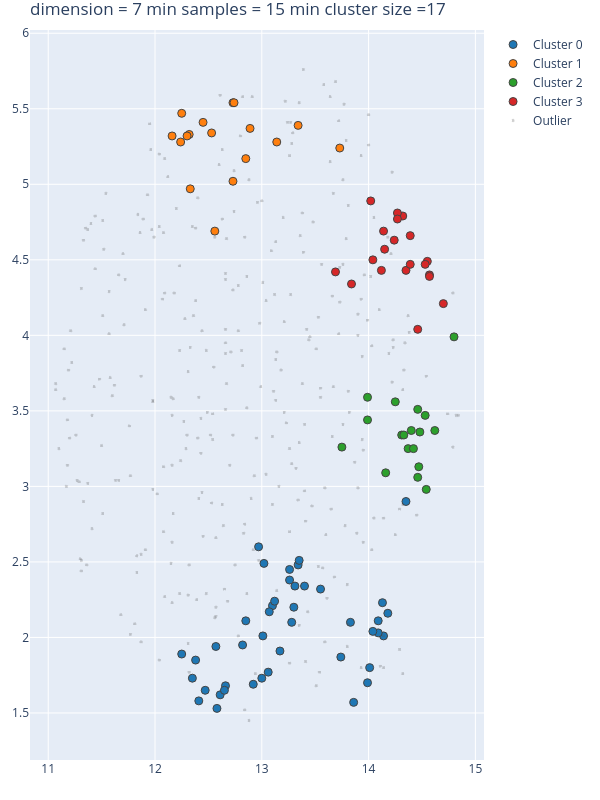 dimension = 7 min samples = 15 min cluster size =17
6
5.5
5
4.5
4
3.5
3
2.5
2
1.5
11
12
13
14
15
Cluster 0
Cluster 1
Cluster 2
Cluster 3
Outlier